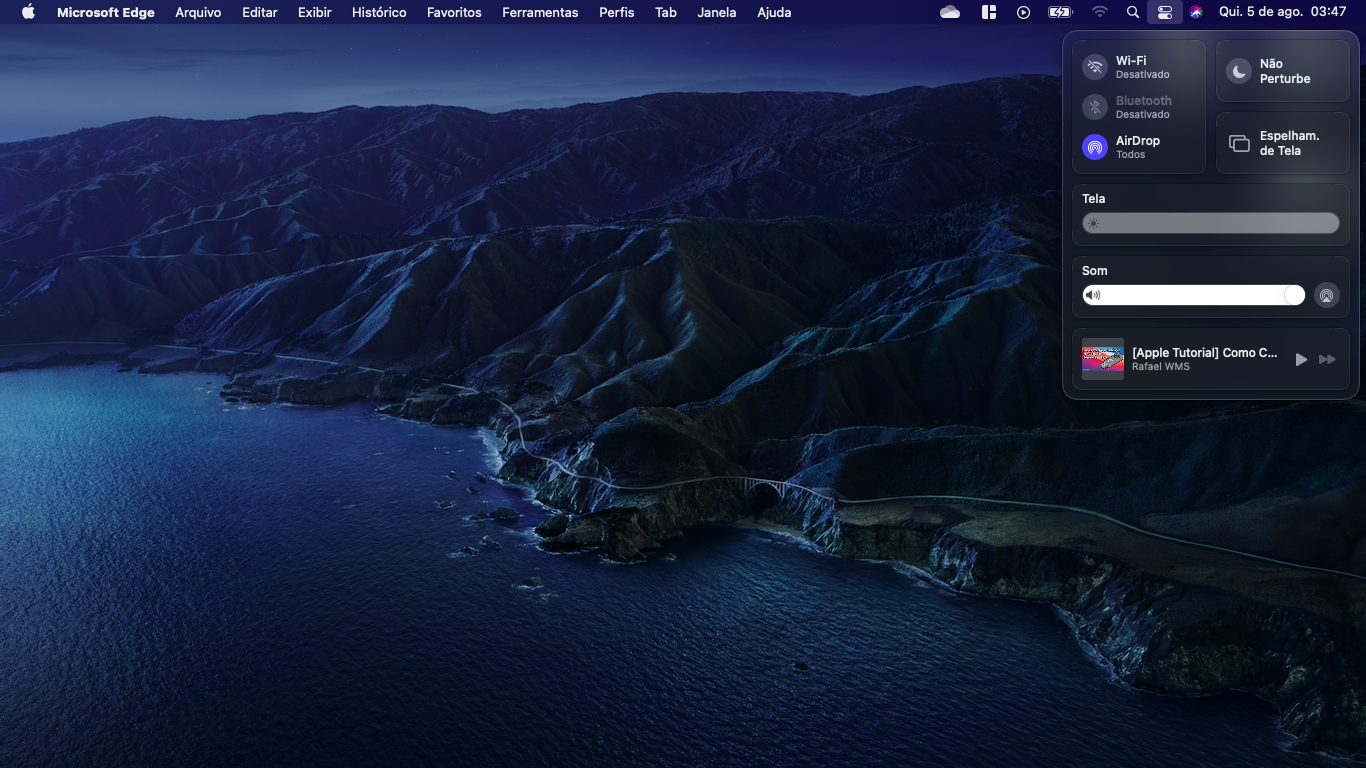 Microsoft Edge Arquivo Editar Exibir Histórico Favoritos Ferramentas Perfis Tab Janela Ajuda Qui. 5 de ago. 03:47
Wi-Fi
Desativado
Bluetooth
Desativado
AirDrop
Todos
Não
Perturbe
Espelham.
de Tela
Tela
Som
[Apple Tutorial] Como C...
Rafael WMS